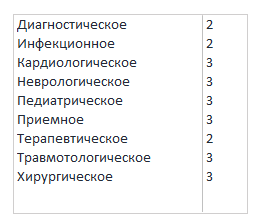 Диагностическое 2
Инфекционное 2
Кардиологическое 3
Неврологическое 3
Педиатрическое 3
Приемное 3
Терапевтическое 2
Травмотологическое 3
Хирургическое 3